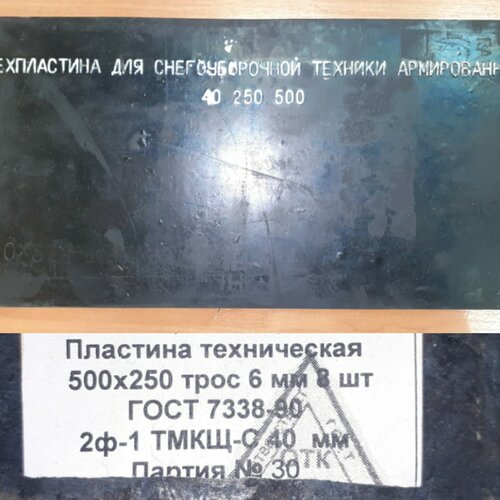 ЕХПЛАСТИНА ДЛЯ СНЕГОУБОРОЧНОЙ ТЕХНИКИ АРМИРОВАНН
40 250 500
Пластина техническая
500х250 трос 6 мм 8 шт
ГОСТ 7338-90
2ф-1 ТМКЩ-С 40 мм
Партия № 30
ОТК